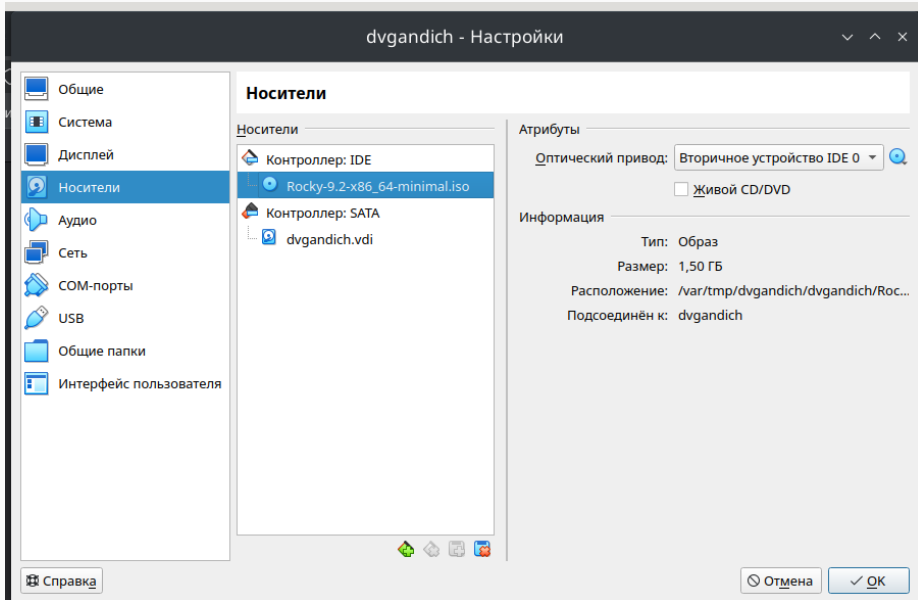 dvgandich - Настройки
Общие
Система
Дисплей
Носители
Аудио
Сеть
COM-порты
USB
Общие папки
Интерфейс пользователя
Носители
Носители
Контроллер: IDE
Rocky-9.2-x86_64-minimal.iso
Контроллер: SATA
dvgandich.vdi
Атрибуты
Оптический привод: Вторичное устройство IDE 0
Живой CD/DVD
Информация
Тип: Образ
Размер: 1,50 ГБ
Расположение: /var/tmp/dvgandich/dvgandich/Roc...
Подсоединён к: dvgandich
Справка
Отмена
OK